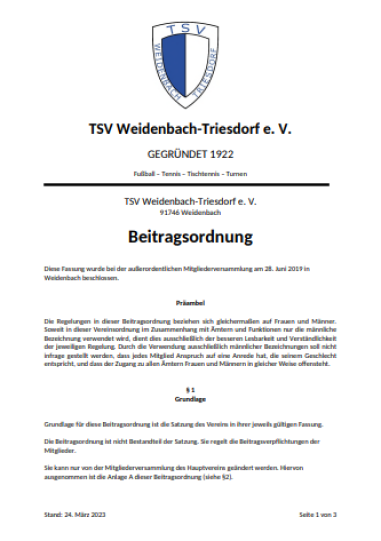 TSV
WEIDENBACH TRIESDORF
TSV Weidenbach-Triesdorf e. V.
GEGRÜNDET 1922
Fußball – Tennis – Tischtennis – Turnen
TSV Weidenbach-Triesdorf e. V.
91746 Weidenbach
Beitragsordnung
Diese Fassung wurde bei der außerordentlichen Mitgliederversammlung am 28. Juni 2019 in
Weidenbach beschlossen.
Präambel
Die Regelungen in dieser Beitragsordnung beziehen sich gleichermaßen auf Frauen und Männer.
Soweit in dieser Vereinsordnung im Zusammenhang mit Ämtern und Funktionen nur die männliche
Bezeichnung verwendet wird, dient dies ausschließlich der besseren Lesbarkeit und Verständlichkeit
der jeweiligen Regelung. Durch die Verwendung ausschließlich männlicher Bezeichnungen soll nicht
infrage gestellt werden, dass jedes Mitglied Anspruch auf eine Anrede hat, die seinem Geschlecht
entspricht, und dass der Zugang zu allen Ämtern Frauen und Männern in gleicher Weise offensteht.
§ 1
Grundlage
Grundlage für diese Beitragsordnung ist die Satzung des Vereins in ihrer jeweils gültigen Fassung.
Die Beitragsordnung ist nicht Bestandteil der Satzung. Sie regelt die Beitragsverpflichtungen der
Mitglieder.
Sie kann nur von der Mitgliederversammlung des Hauptvereins geändert werden. Hiervon
ausgenommen ist die Anlage A dieser Beitragsordnung (siehe §2).
Stand: 24. März 2023 Seite 1 von 3